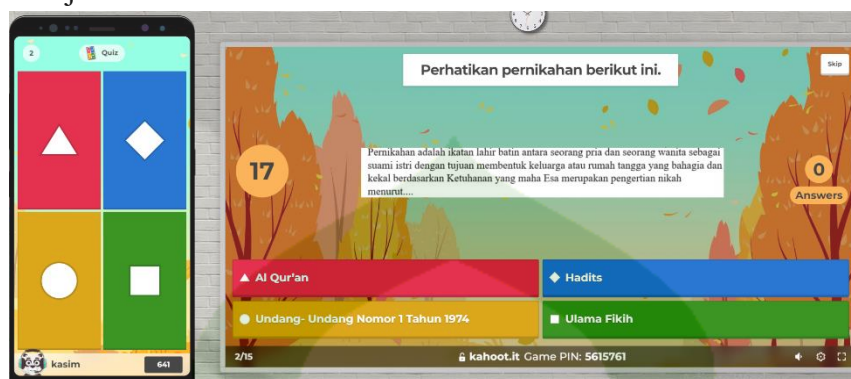 2
Quiz
kasim
641
Perhatikan pernikahan berikut ini.
Skip
17
Pernikahan adalah ikatan lahir batin antara seorang pria dan seorang wanita sebagai
suami istri dengan tujuan membentuk keluarga atau rumah tangga yang bahagia dan
kekal berdasarkan Ketuhanan yang maha Esa merupakan pengertian nikah
menurut....
0
Answers
Al Qur'an
Hadits
Undang- Undang Nomor 1 Tahun 1974
Ulama Fikih
2/15
kahoot.it Game PIN: 5615761